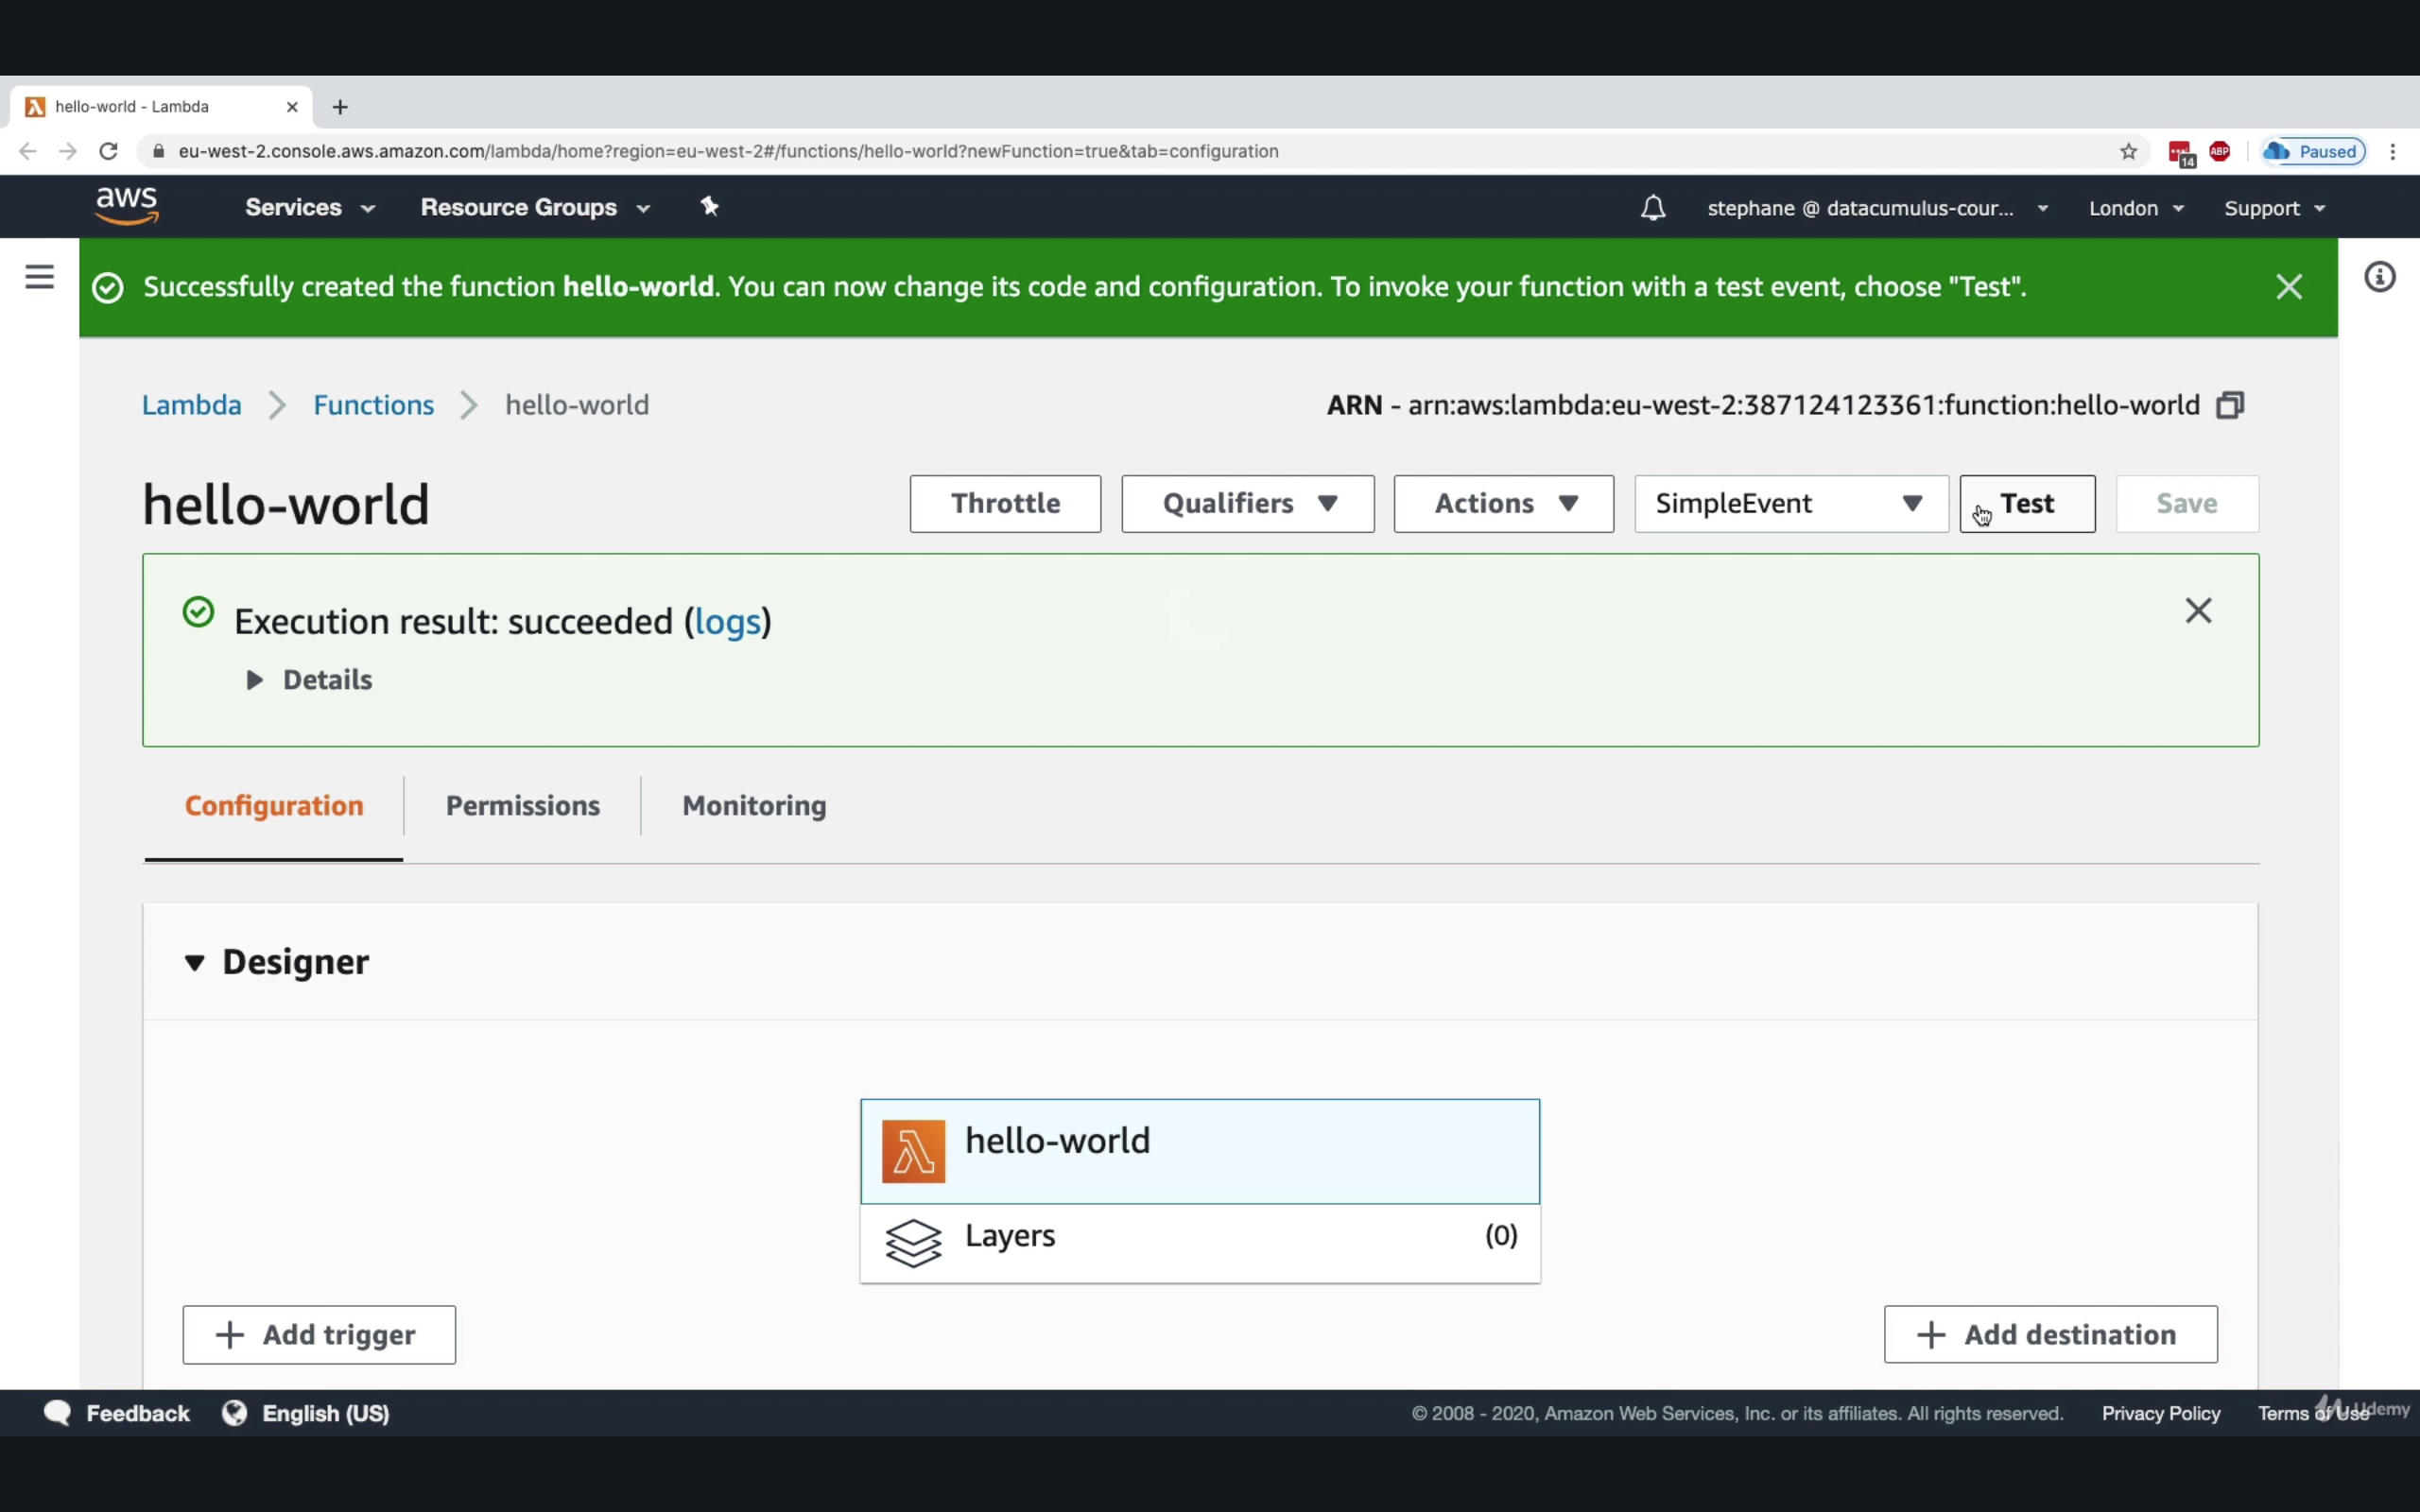 hello-world - Lambda
eu-west-2.console.aws.amazon.com/lambda/home?region=eu-west-2#/functions/hello-world?newFunction=true&tab=configuration
14
ABP
Paused
aws
Services
Resource Groups
stephane @ datacumulus-cour...
London
Support
Successfully created the function hello-world. You can now change its code and configuration. To invoke your function with a test event, choose "Test".
Lambda
Functions
hello-world
ARN - arn:aws:lambda:eu-west-2:387124123361:function:hello-world
hello-world
Throttle
Qualifiers
Actions
SimpleEvent
Test
Save
Execution result: succeeded (logs)
Details
Configuration
Permissions
Monitoring
Designer
hello-world
Layers
(0)
+ Add trigger
+ Add destination
Feedback
English (US)
© 2008 - 2020, Amazon Web Services, Inc. or its affiliates. All rights reserved.
Privacy Policy
Terms of Use
Udemy